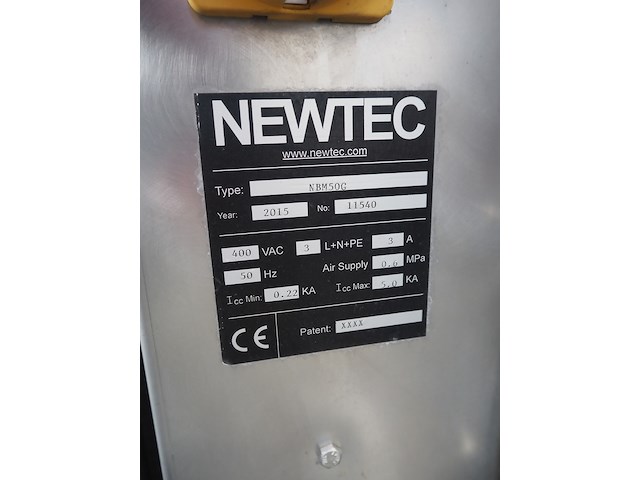 NEWTEC
www.newtec.com
Type: NBM50G
Year: 2015 No: 11540
400 VAC 3 L+N+PE 3 A
50 Hz Air Supply 0.6 MPa
Icc Min: 0.22 KA Icc Max: 5.0 KA
CE Patent: XXXX